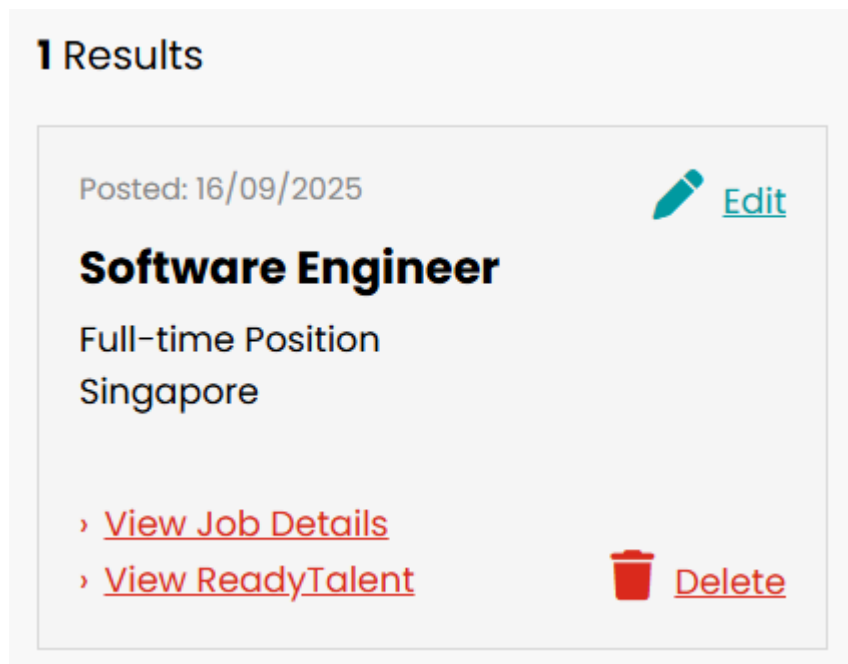 1 Results
Posted: 16/09/2025
Edit
Software Engineer
Full-time Position
Singapore
› View Job Details
› View ReadyTalent
Delete